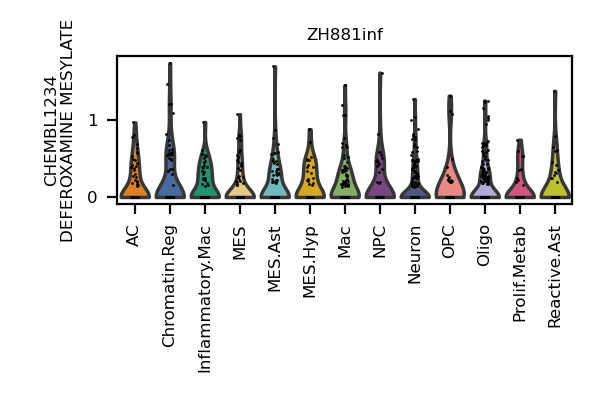 ZH881inf
CHEMBL1234
DEFEROXAMINE MESYLATE
1
0
AC
Chromatin.Reg
Inflammatory.Mac
MES
MES.Ast
MES.Hyp
Mac
NPC
Neuron
OPC
Oligo
Prolif.Metab
Reactive.Ast